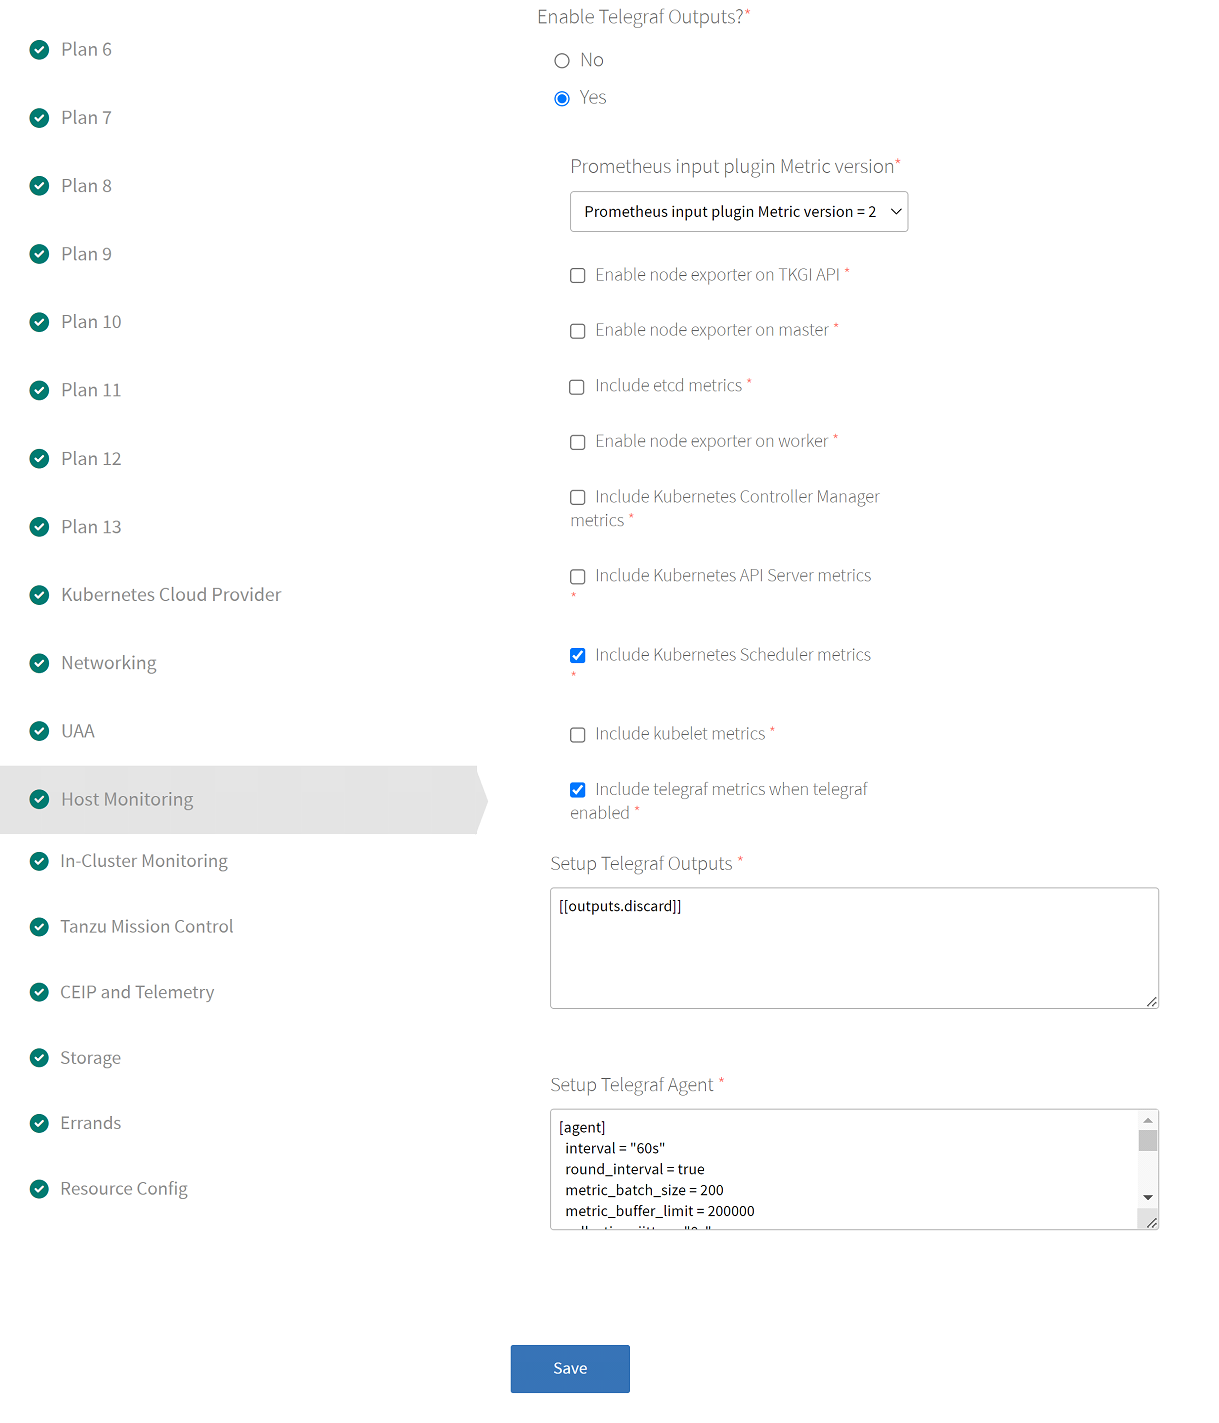 Plan 6
Plan 7
Plan 8
Plan 9
Plan 10
Plan 11
Plan 12
Plan 13
Kubernetes Cloud Provider
Networking
UAA
Host Monitoring
In-Cluster Monitoring
Tanzu Mission Control
CEIP and Telemetry
Storage
Errands
Resource Config
Enable Telegraf Outputs?*
No
Yes
Prometheus input plugin Metric version*
Prometheus input plugin Metric version = 2
Enable node exporter on TKGI API *
Enable node exporter on master *
Include etcd metrics *
Enable node exporter on worker *
Include Kubernetes Controller Manager
metrics *
Include Kubernetes API Server metrics
*
Include Kubernetes Scheduler metrics
*
Include kubelet metrics *
Include telegraf metrics when telegraf
enabled *
Setup Telegraf Outputs *
[[outputs.discard]]
Setup Telegraf Agent *
[agent]
interval = "60s"
round_interval = true
metric_batch_size = 200
metric_buffer_limit = 200000
Save